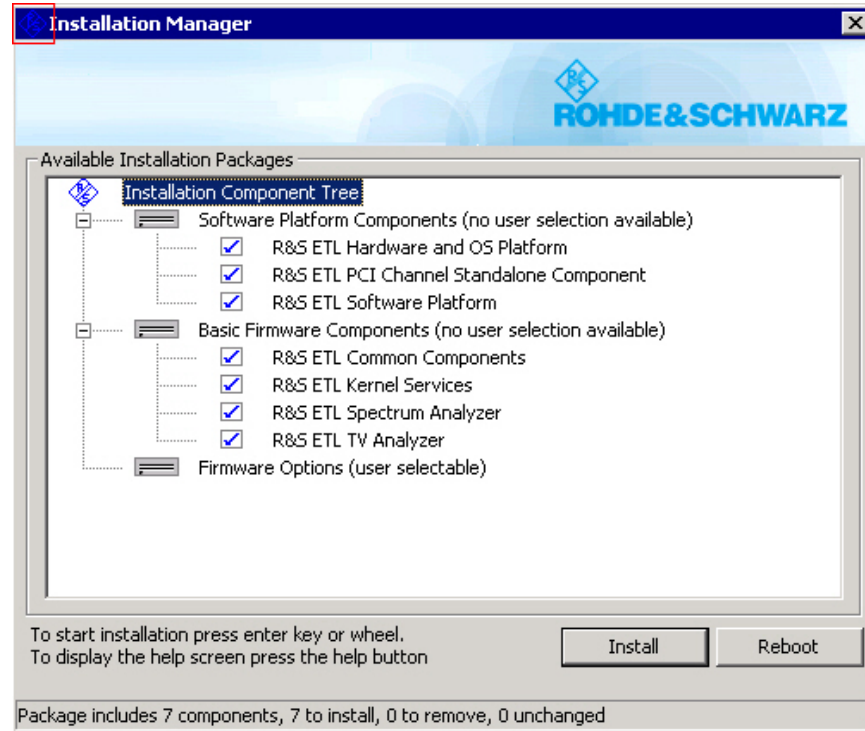 Installation Manager
R&S
ROHDE&SCHWARZ
Available Installation Packages
Installation Component Tree
Software Platform Components (no user selection available)
R&S ETL Hardware and OS Platform
R&S ETL PCI Channel Standalone Component
R&S ETL Software Platform
Basic Firmware Components (no user selection available)
R&S ETL Common Components
R&S ETL Kernel Services
R&S ETL Spectrum Analyzer
R&S ETL TV Analyzer
Firmware Options (user selectable)
To start installation press enter key or wheel.
To display the help screen press the help button
Install
Reboot
Package includes 7 components, 7 to install, 0 to remove, 0 unchanged